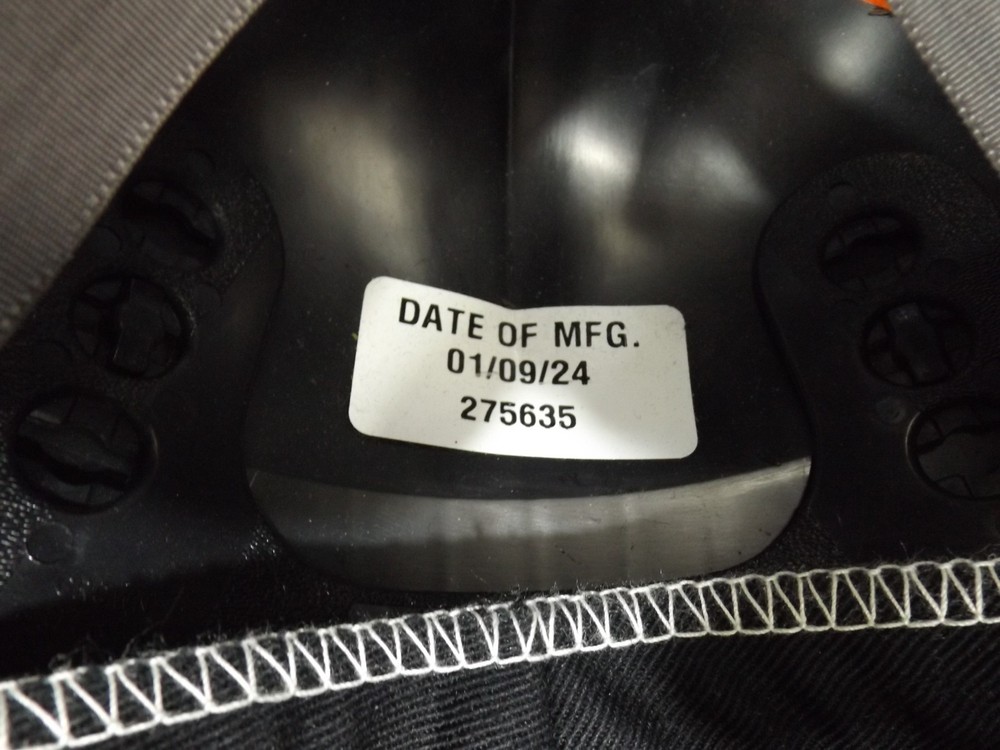 DATE OF MFG.
01/09/24
275635